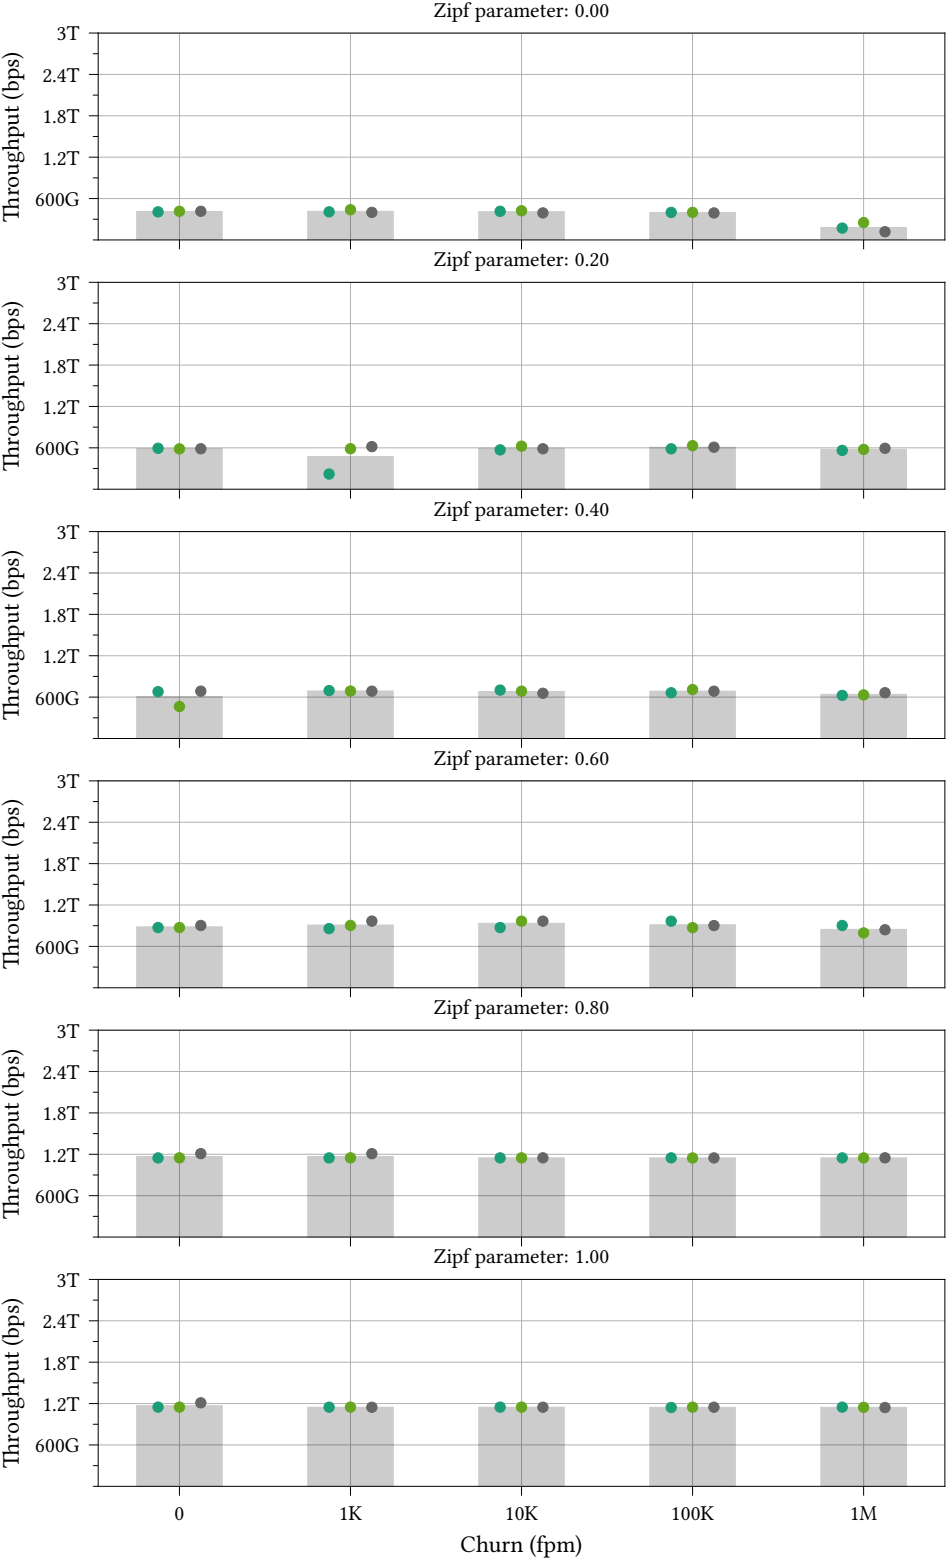 Zipf parameter: 0.00
Throughput (bps)
3T
2.4T
1.8T
1.2T
600G
Zipf parameter: 0.20
Throughput (bps)
3T
2.4T
1.8T
1.2T
600G
Zipf parameter: 0.40
Throughput (bps)
3T
2.4T
1.8T
1.2T
600G
Zipf parameter: 0.60
Throughput (bps)
3T
2.4T
1.8T
1.2T
600G
Zipf parameter: 0.80
Throughput (bps)
3T
2.4T
1.8T
1.2T
600G
Zipf parameter: 1.00
Throughput (bps)
3T
2.4T
1.8T
1.2T
600G
0 1K 10K 100K 1M
Churn (fpm)